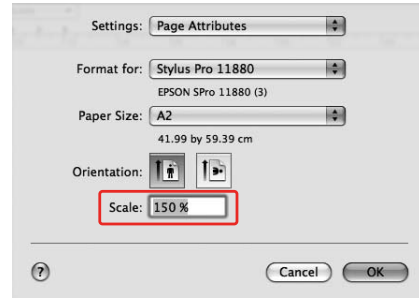 Settings: Page Attributes
Format for: Stylus Pro 11880
EPSON SPro 11880 (3)
Paper Size: A2
41.99 by 59.39 cm
Orientation:
Scale: 150 %
? Cancel OK